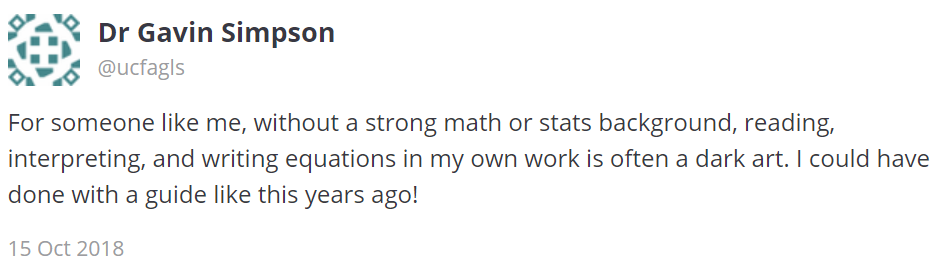 Dr Gavin Simpson
@ucfagls
For someone like me, without a strong math or stats background, reading,
interpreting, and writing equations in my own work is often a dark art. I could have
done with a guide like this years ago!
15 Oct 2018